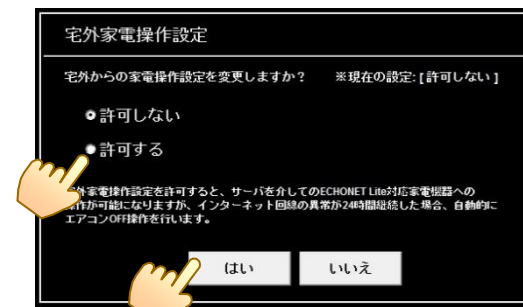 宅外家電操作設定
宅外からの家電操作設定を変更しますか？ ※現在の設定:[許可しない]
許可しない
許可する
外家電操作設定を許可すると、サーバを介してのECHONET Lite対応家電機器への
作が可能になりますが、インターネット回線の異常が24時間継続した場合、自動的に
エアコンOFF操作を行います。
はい いいえ